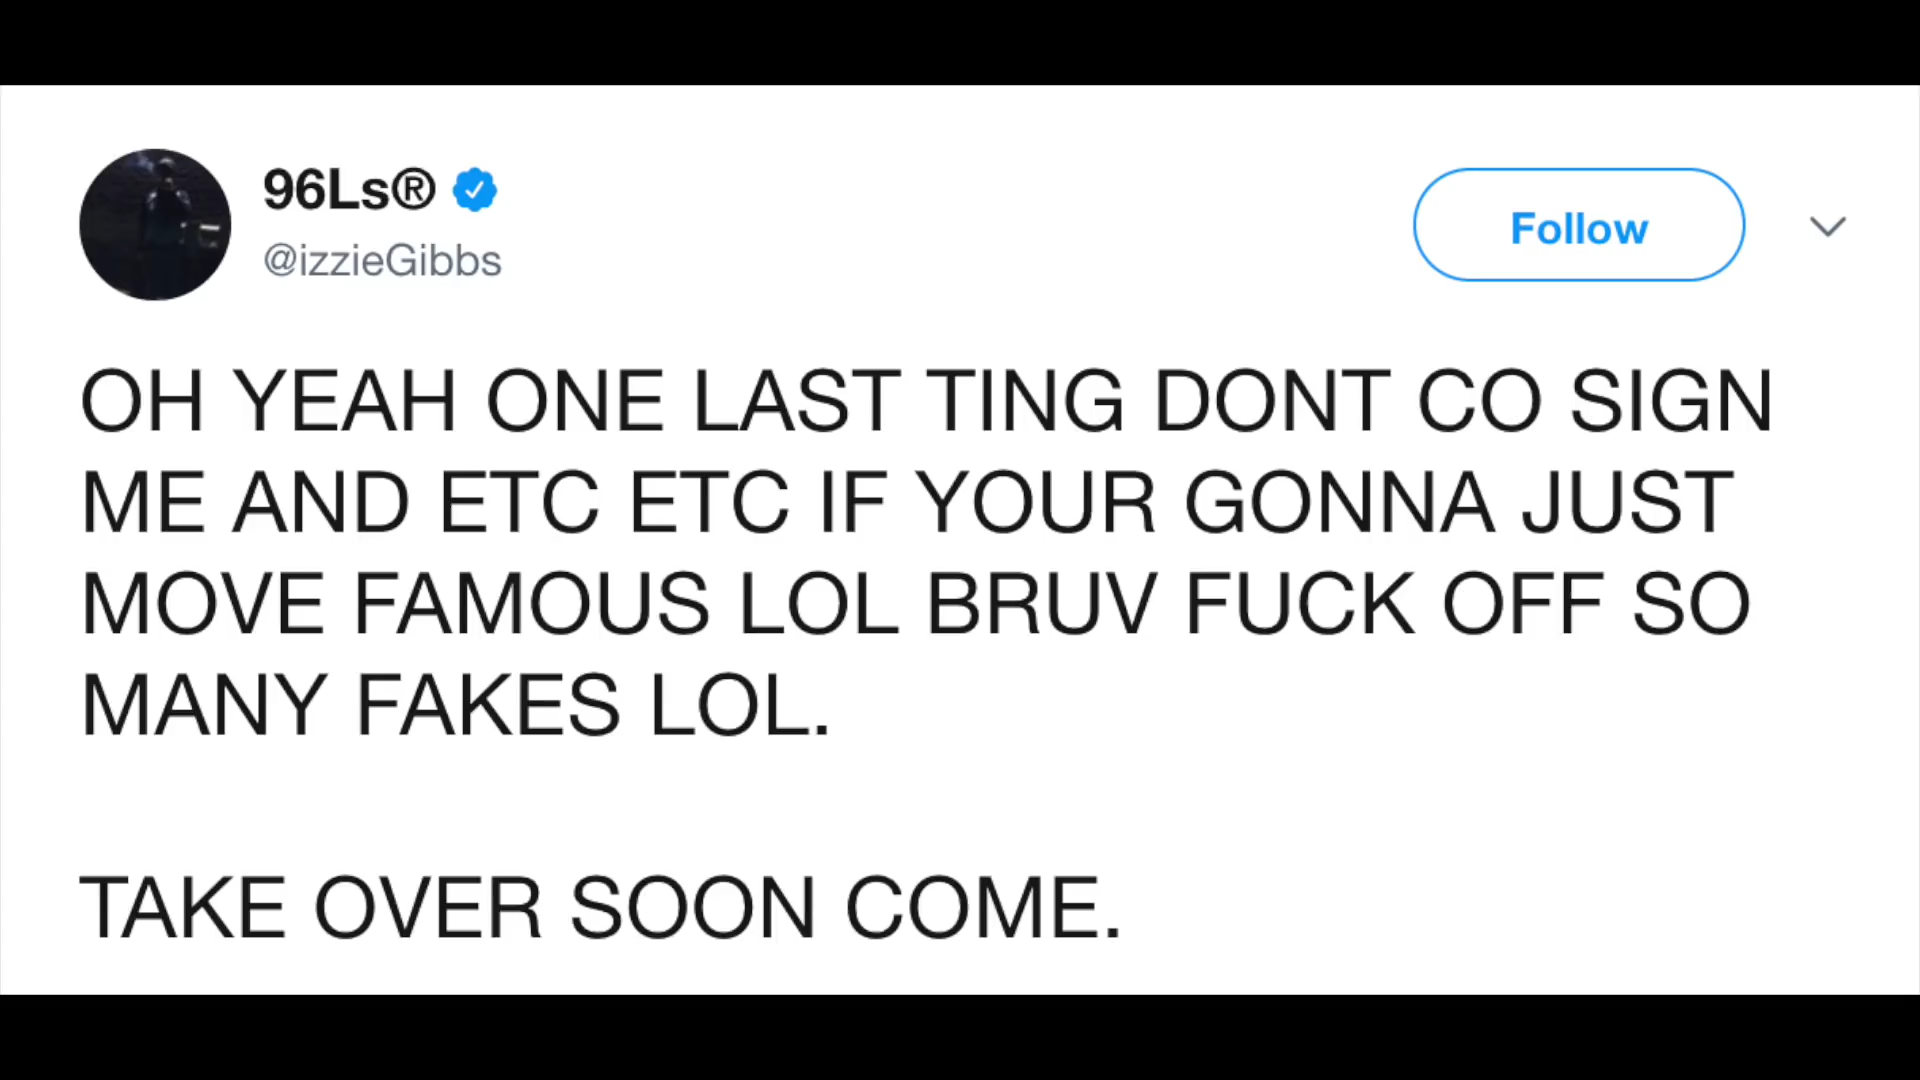 96Ls®
@izzieGibbs
Follow
OH YEAH ONE LAST TING DONT CO SIGN
ME AND ETC ETC IF YOUR GONNA JUST
MOVE FAMOUS LOL BRUV FUCK OFF SO
MANY FAKES LOL.
TAKE OVER SOON COME.